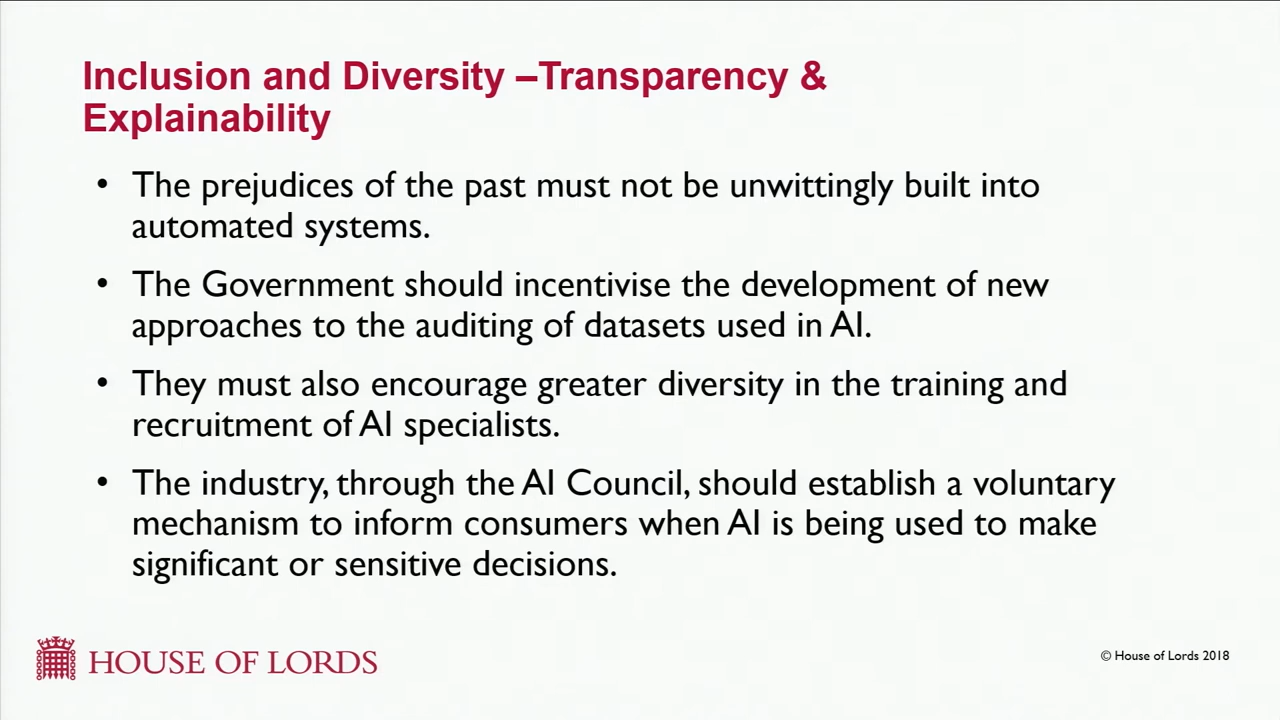 Inclusion and Diversity –Transparency &
Explainability
• The prejudices of the past must not be unwittingly built into
automated systems.
• The Government should incentivise the development of new
approaches to the auditing of datasets used in AI.
• They must also encourage greater diversity in the training and
recruitment of AI specialists.
• The industry, through the AI Council, should establish a voluntary
mechanism to inform consumers when AI is being used to make
significant or sensitive decisions.
HOUSE OF LORDS
© House of Lords 2018